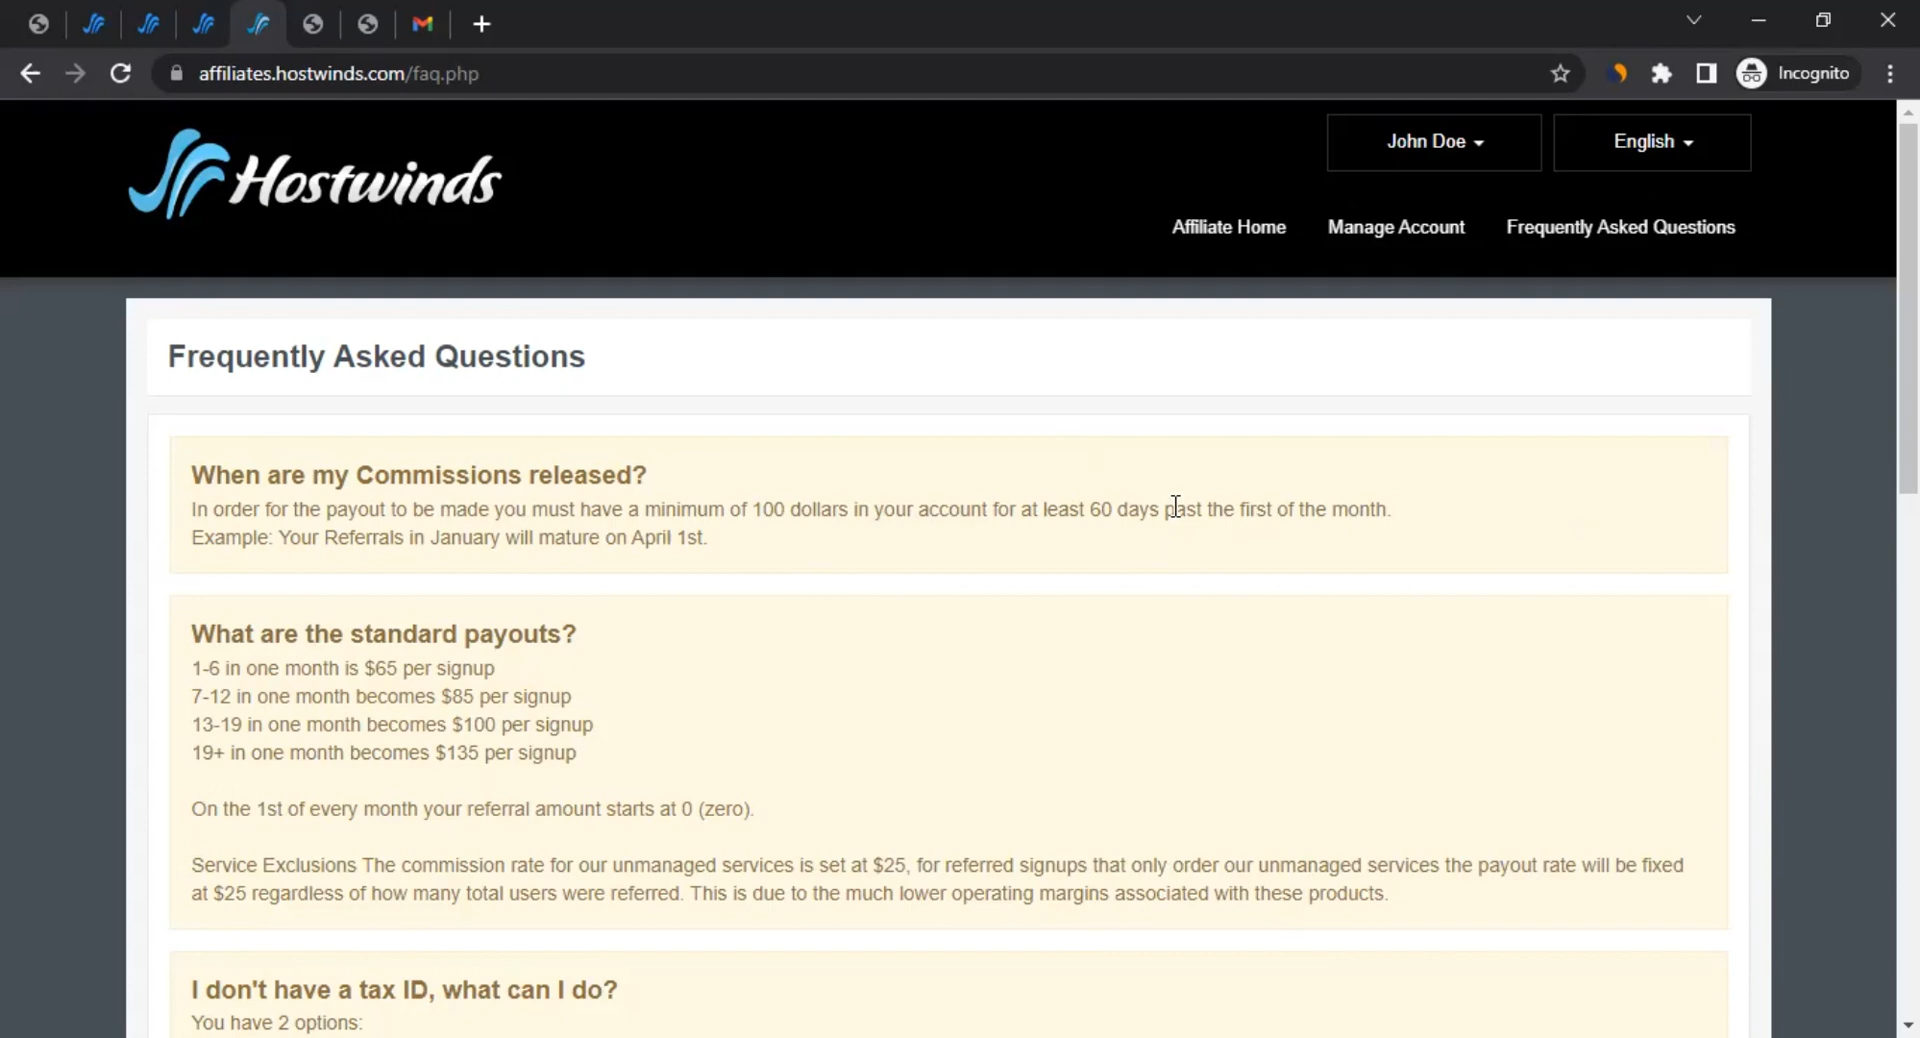 affiliates.hostwinds.com/faq.php
Incognito
Hostwinds
John Doe
English
Affiliate Home
Manage Account
Frequently Asked Questions
Frequently Asked Questions
When are my Commissions released?
In order for the payout to be made you must have a minimum of 100 dollars in your account for at least 60 days past the first of the month.
Example: Your Referrals in January will mature on April 1st.
What are the standard payouts?
1-6 in one month is $65 per signup
7-12 in one month becomes $85 per signup
13-19 in one month becomes $100 per signup
19+ in one month becomes $135 per signup
On the 1st of every month your referral amount starts at 0 (zero).
Service Exclusions The commission rate for our unmanaged services is set at $25, for referred signups that only order our unmanaged services the payout rate will be fixed
at $25 regardless of how many total users were referred. This is due to the much lower operating margins associated with these products.
I don't have a tax ID, what can I do?
You have 2 options: